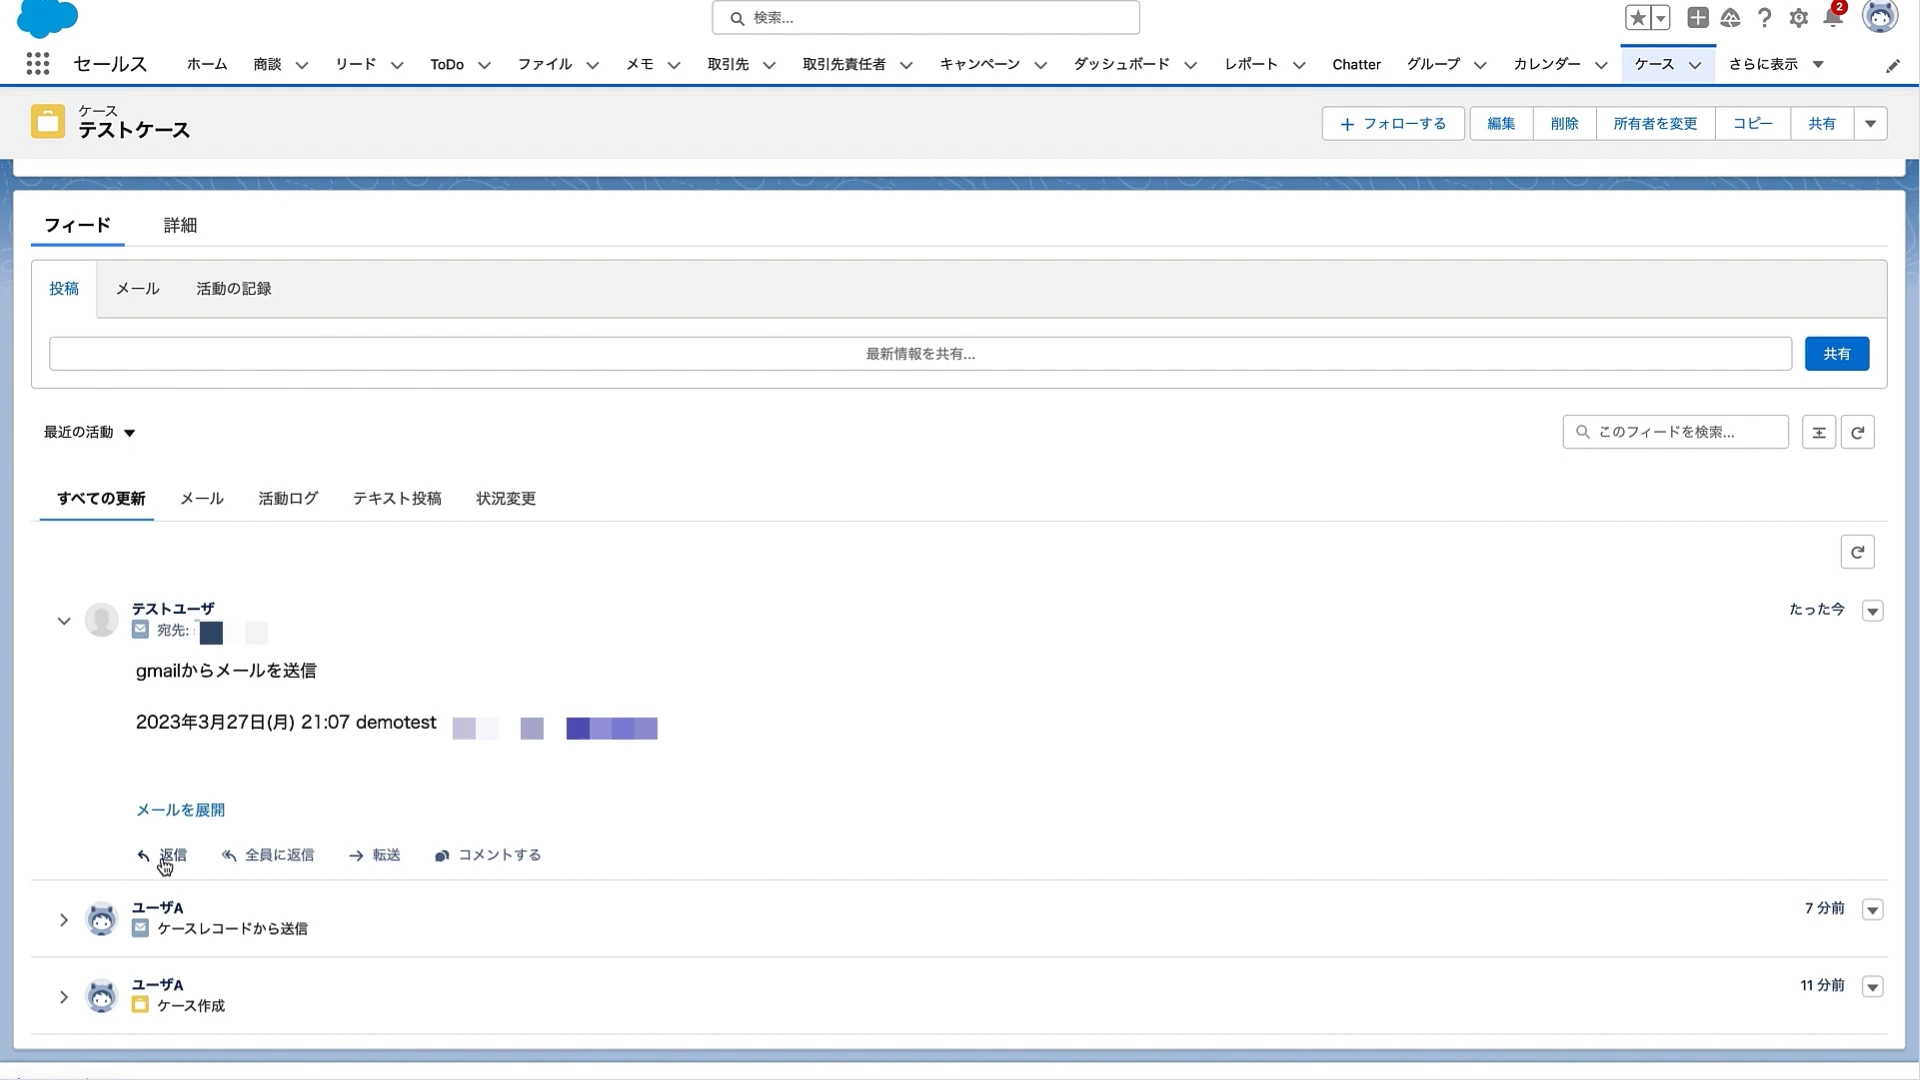 検索...
2
セールス ホーム 商談 リード ToDo ファイル メモ 取引先 取引先責任者 キャンペーン ダッシュボード レポート Chatter グループ カレンダー ケース さらに表示
ケース
テストケース
フォローする 編集 削除 所有者を変更 コピー 共有
フィード 詳細
投稿 メール 活動の記録
最新情報を共有... 共有
最近の活動 このフィードを検索...
すべての更新 メール 活動ログ テキスト投稿 状況変更
テストユーザ たった今
宛先:
gmailからメールを送信
2023年3月27日(月) 21:07 demotest
メールを展開
返信 全員に返信 転送 コメントする
ユーザA 7 分前
ケースレコードから送信
ユーザA 11 分前
ケース作成